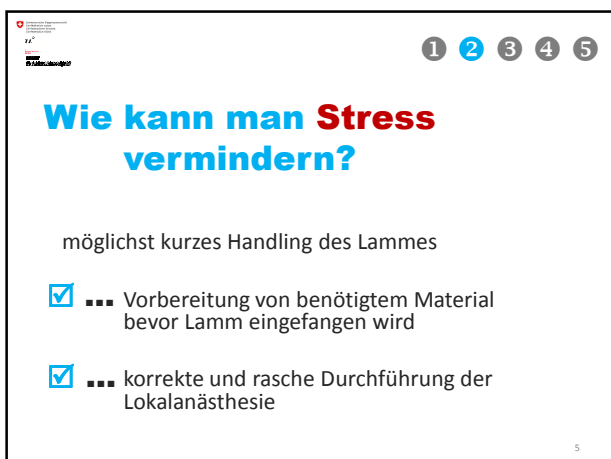 ❶ ❷ ❸ ❹ ❺
Wie kann man Stress
vermindern?
möglichst kurzes Handling des Lammes
... Vorbereitung von benötigtem Material
bevor Lamm eingefangen wird
... korrekte und rasche Durchführung der
Lokalanästhesie
5